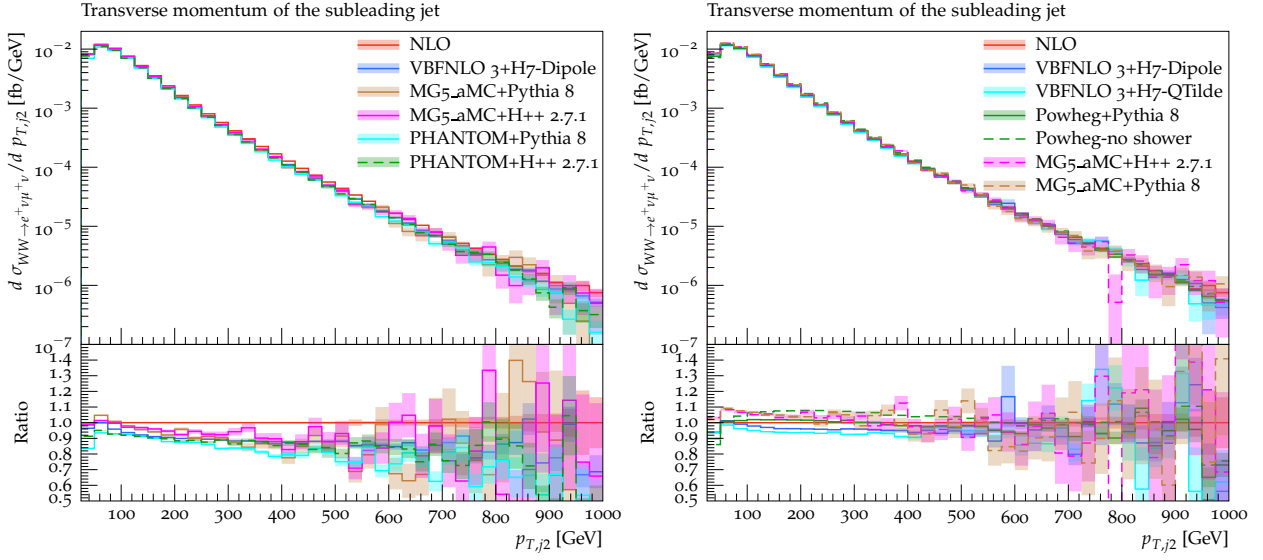 Transverse momentum of the subleading jet
d σ_{WW→e⁺νμ⁺ν}/d p_{T,j2} [fb/GeV]
10⁻²
10⁻³
10⁻⁴
10⁻⁵
10⁻⁶
10⁻⁷
NLO
VBFNLO 3+H7-Dipole
MG5_aMC+Pythia 8
MG5_aMC+H++ 2.7.1
PHANTOM+Pythia 8
PHANTOM+H++ 2.7.1
Ratio
1.4
1.3
1.2
1.1
1.0
0.9
0.8
0.7
0.6
0.5
100 200 300 400 500 600 700 800 900 1000
p_{T,j2} [GeV]
Transverse momentum of the subleading jet
d σ_{WW→e⁺νμ⁺ν}/d p_{T,j2} [fb/GeV]
10⁻²
10⁻³
10⁻⁴
10⁻⁵
10⁻⁶
10⁻⁷
NLO
VBFNLO 3+H7-Dipole
VBFNLO 3+H7-QTilde
Powheg+Pythia 8
Powheg-no shower
MG5_aMC+H++ 2.7.1
MG5_aMC+Pythia 8
Ratio
1.4
1.3
1.2
1.1
1.0
0.9
0.8
0.7
0.6
0.5
100 200 300 400 500 600 700 800 900 1000
p_{T,j2} [GeV]